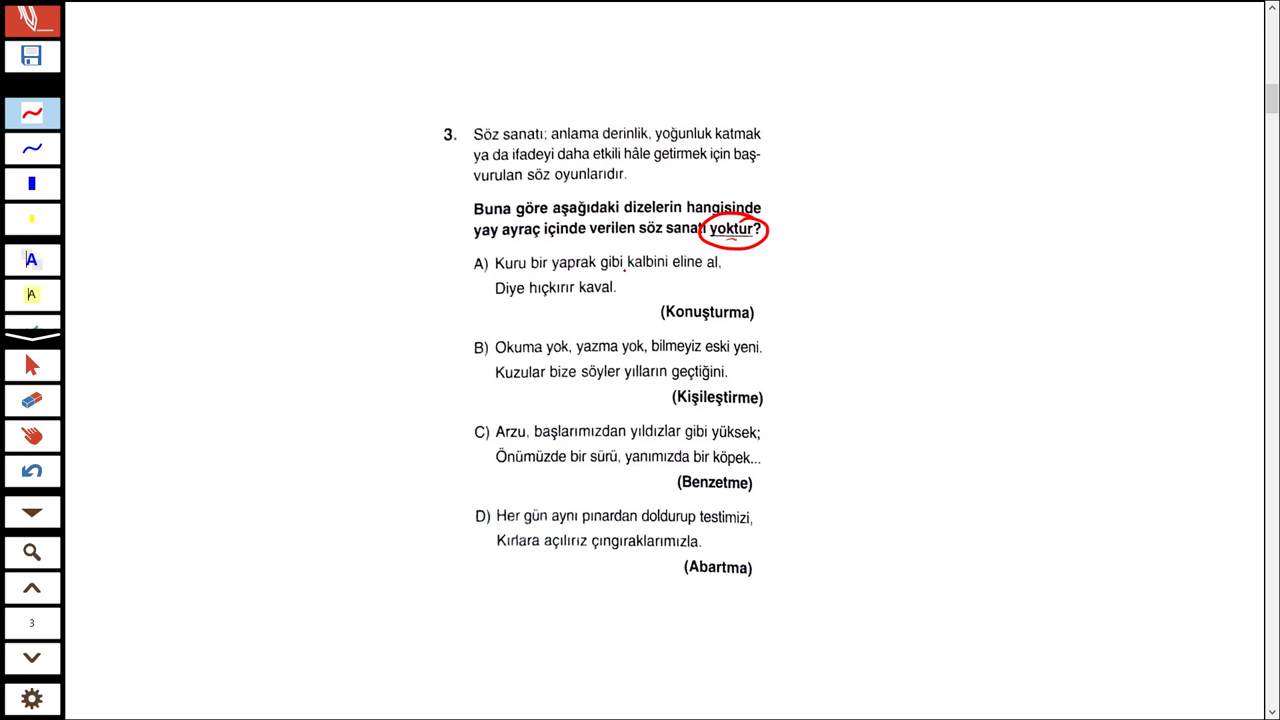 3. Söz sanatı; anlama derinlik, yoğunluk katmak
ya da ifadeyi daha etkili hâle getirmek için baş-
vurulan söz oyunlarıdır.
Buna göre aşağıdaki dizelerin hangisinde
yay ayraç içinde verilen söz sanatı yoktur?
A) Kuru bir yaprak gibi kalbini eline al,
Diye hıçkırır kaval.
(Konuşturma)
B) Okuma yok, yazma yok, bilmeyiz eski yeni.
Kuzular bize söyler yılların geçtiğini.
(Kişileştirme)
C) Arzu, başlarımızdan yıldızlar gibi yüksek;
Önümüzde bir sürü, yanımızda bir köpek...
(Benzetme)
D) Her gün aynı pınardan doldurup testimizi,
Kırlara açılırız çıngıraklarımızla.
(Abartma)
A
A
3